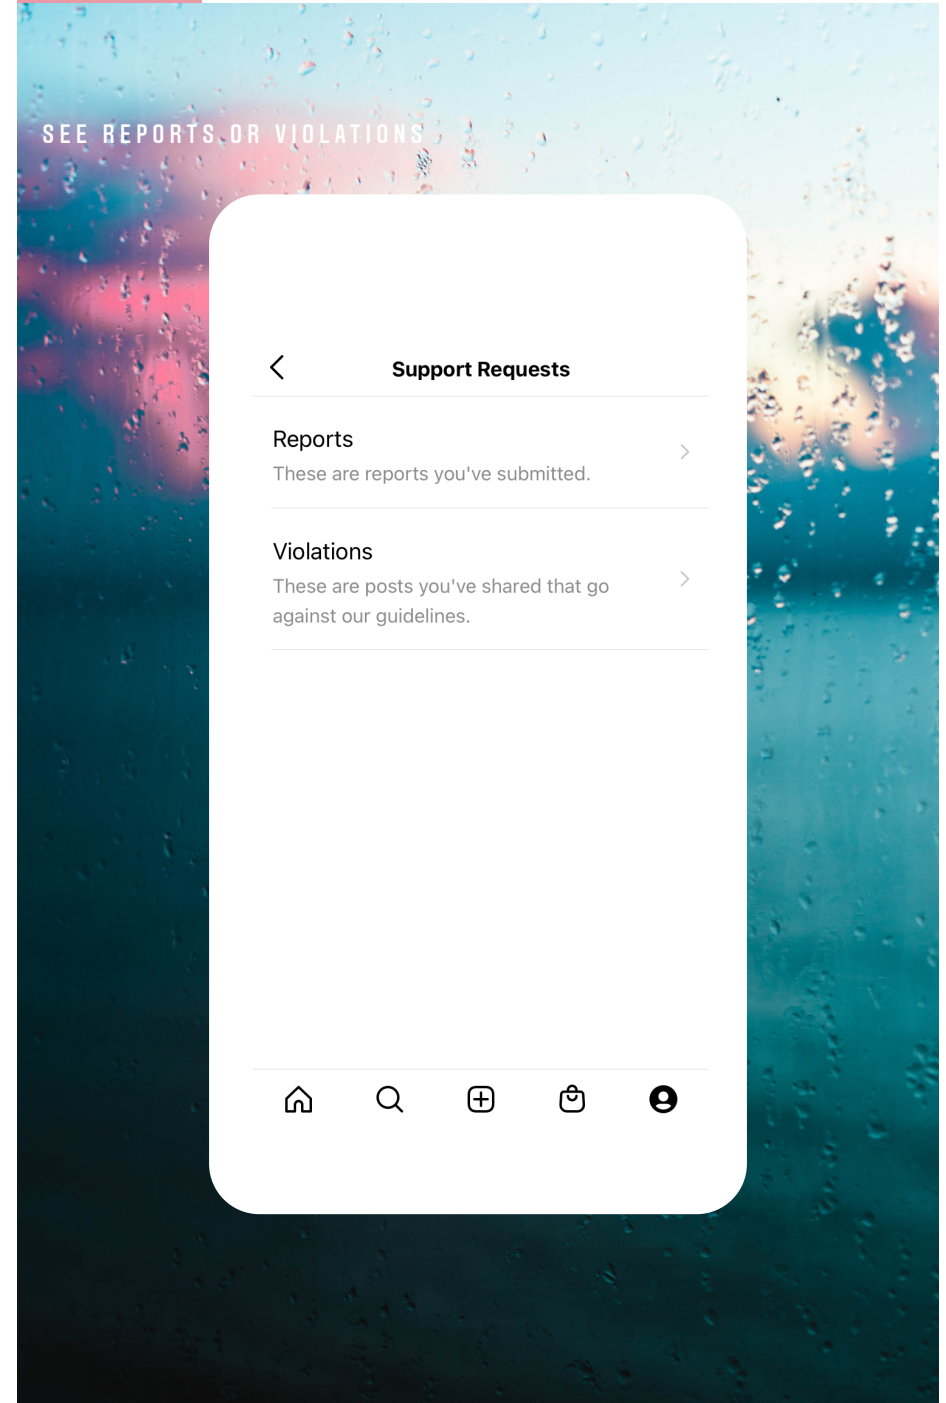 SEE REPORTS OR VIOLATIONS
Support Requests
Reports
These are reports you've submitted.
Violations
These are posts you've shared that go
against our guidelines.